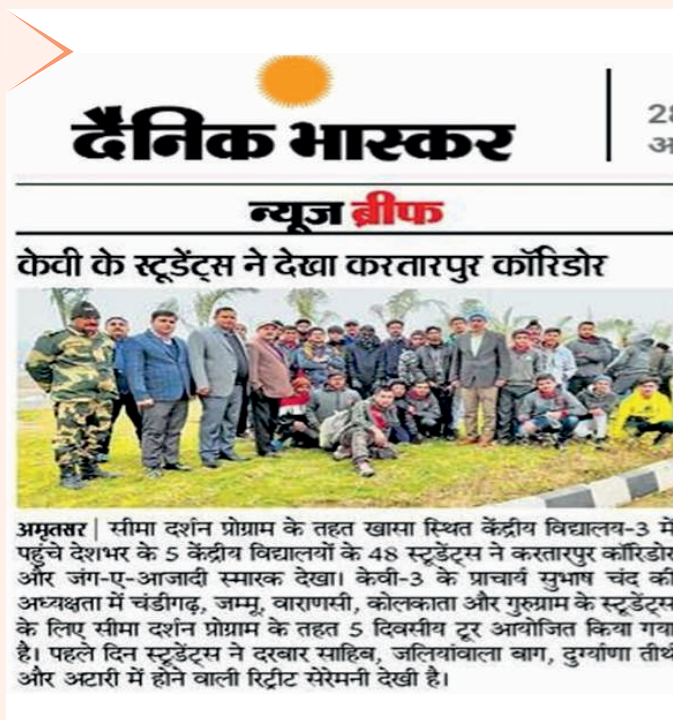 दैनिक भास्कर
28
न्यूज ब्रीफ
केवी के स्टूडेंट्स ने देखा करतारपुर कॉरिडोर
अमृतसर | सीमा दर्शन प्रोग्राम के तहत खासा स्थित केंद्रीय विद्यालय-3 में
पहुंचे देशभर के 5 केंद्रीय विद्यालयों के 48 स्टूडेंट्स ने करतारपुर कॉरिडोर
और जंग-ए-आजादी स्मारक देखा। केवी-3 के प्राचार्य सुभाष चंद की
अध्यक्षता में चंडीगढ़, जम्मू, वाराणसी, कोलकाता और गुरुग्राम के स्टूडेंट्स
के लिए सीमा दर्शन प्रोग्राम के तहत 5 दिवसीय टूर आयोजित किया गया
है। पहले दिन स्टूडेंट्स ने दरबार साहिब, जलियांवाला बाग, दुर्ग्याणा तीर्थ
और अटारी में होने वाली रिट्रीट सेरेमनी देखी है।